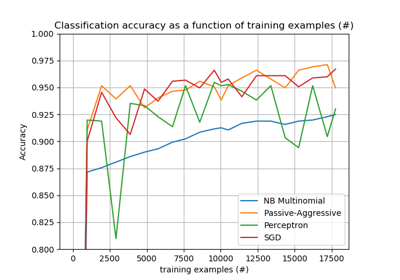 Classification accuracy as a function of training examples (#)
1.000
0.975
0.950
0.925
0.900
0.875
0.850
0.825
0.800
Accuracy
NB Multinomial
Passive-Aggressive
Perceptron
SGD
0 2500 5000 7500 10000 12500 15000 17500
training examples (#)